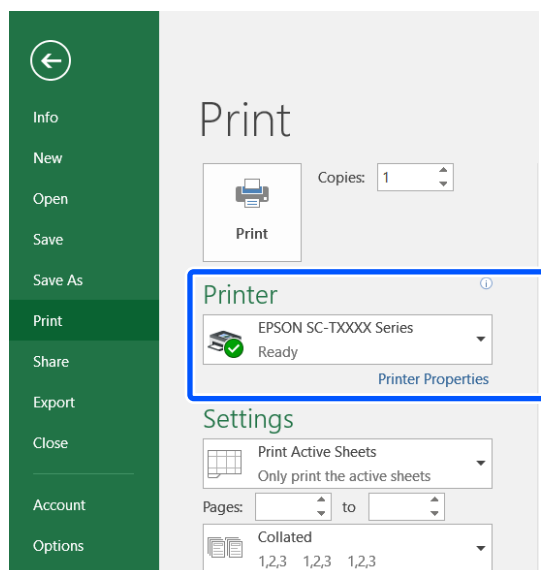 Info
New
Open
Save
Save As
Print
Share
Export
Close
Account
Options
Print
Copies: 1
Print
Printer
EPSON SC-TXXXX Series
Ready
Printer Properties
Settings
Print Active Sheets
Only print the active sheets
Pages: to
Collated
1,2,3 1,2,3 1,2,3